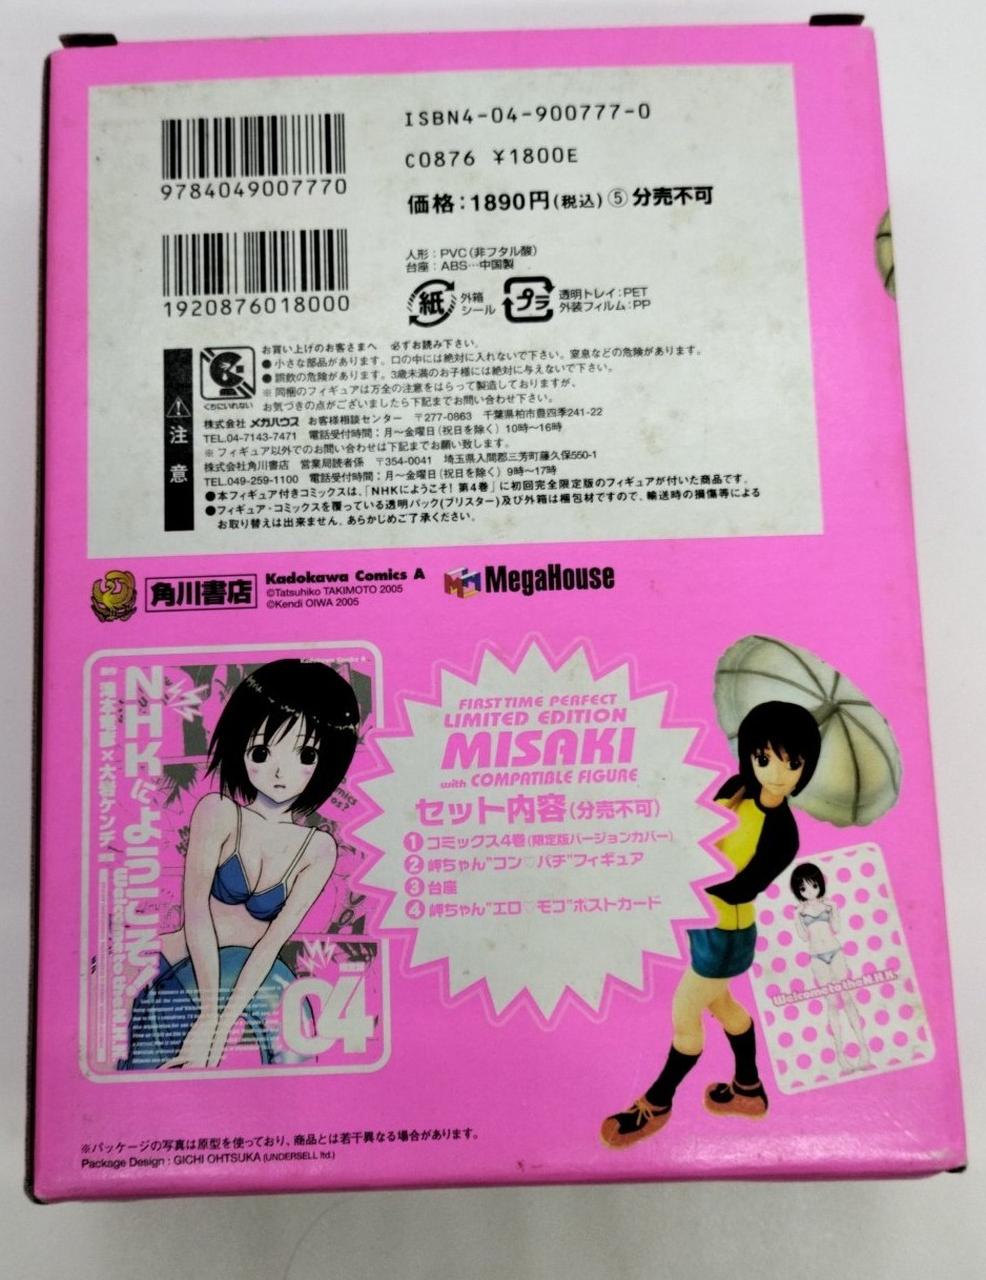 ISBN4-04-900777-0
9784049007770
C0876 ¥1800E
価格:1890円(税込)⑤分売不可
1920876018000
人形:PVC(非フタル酸)
台座:ABS…中国製
紙 外箱 シール
プラ 透明トレイ:PET 外装フィルム:PP
注意
くちにいれない
お買い上げのお客さまへ 必ずお読み下さい。
●小さな部品があります。口の中には絶対に入れないで下さい。窒息などの危険があります。
●誤飲の危険があります。3歳未満のお子様には絶対に与えないで下さい。
※同梱のフィギュアは万全の注意をはらって製造しておりますが、
お気づきの点がございましたら下記までお問い合わせ下さい。
株式会社 メガハウス お客様相談センター 〒277-0863 千葉県柏市豊四季241-22
TEL.04-7143-7471 電話受付時間:月〜金曜日(祝日を除く)10時〜16時
※フィギュア以外でのお問い合わせは下記までお願い致します。
株式会社角川書店 営業局読者係 〒354-0041 埼玉県入間郡三芳町藤久保550-1
TEL.049-259-1100 電話受付時間:月〜金曜日(祝日を除く)9時〜17時
●本フィギュア付きコミックスは、「NHKにようこそ! 第4巻」に初回完全限定版のフィギュアが付いた商品です。
●フィギュア・コミックスを覆っている透明パック(ブリスター)及び外箱は梱包材ですので、輸送時の損傷等による
お取り替えは出来ません。あらかじめご了承ください。
角川書店
Kadokawa Comics A
©Tatsuhiko TAKIMOTO 2005
©Kendi OIWA 2005
MegaHouse
Kadokawa Comics A
NHKにようこそ!
滝本竜彦×大岩ケンヂ
Welcome to the N.H.K.
限定版
04
FIRST TIME PERFECT
LIMITED EDITION
MISAKI
with COMPATIBLE FIGURE
セット内容(分売不可)
①コミックス4巻(限定版バージョンカバー)
②岬ちゃん"コン♡パチ"フィギュア
③台座
④岬ちゃん"エロ♡モコ"ポストカード
Welcome to the N.H.K.
※パッケージの写真は原型を使っており、商品とは若干異なる場合があります。
Package Design : GICHI OHTSUKA (UNDERSELL ltd.)